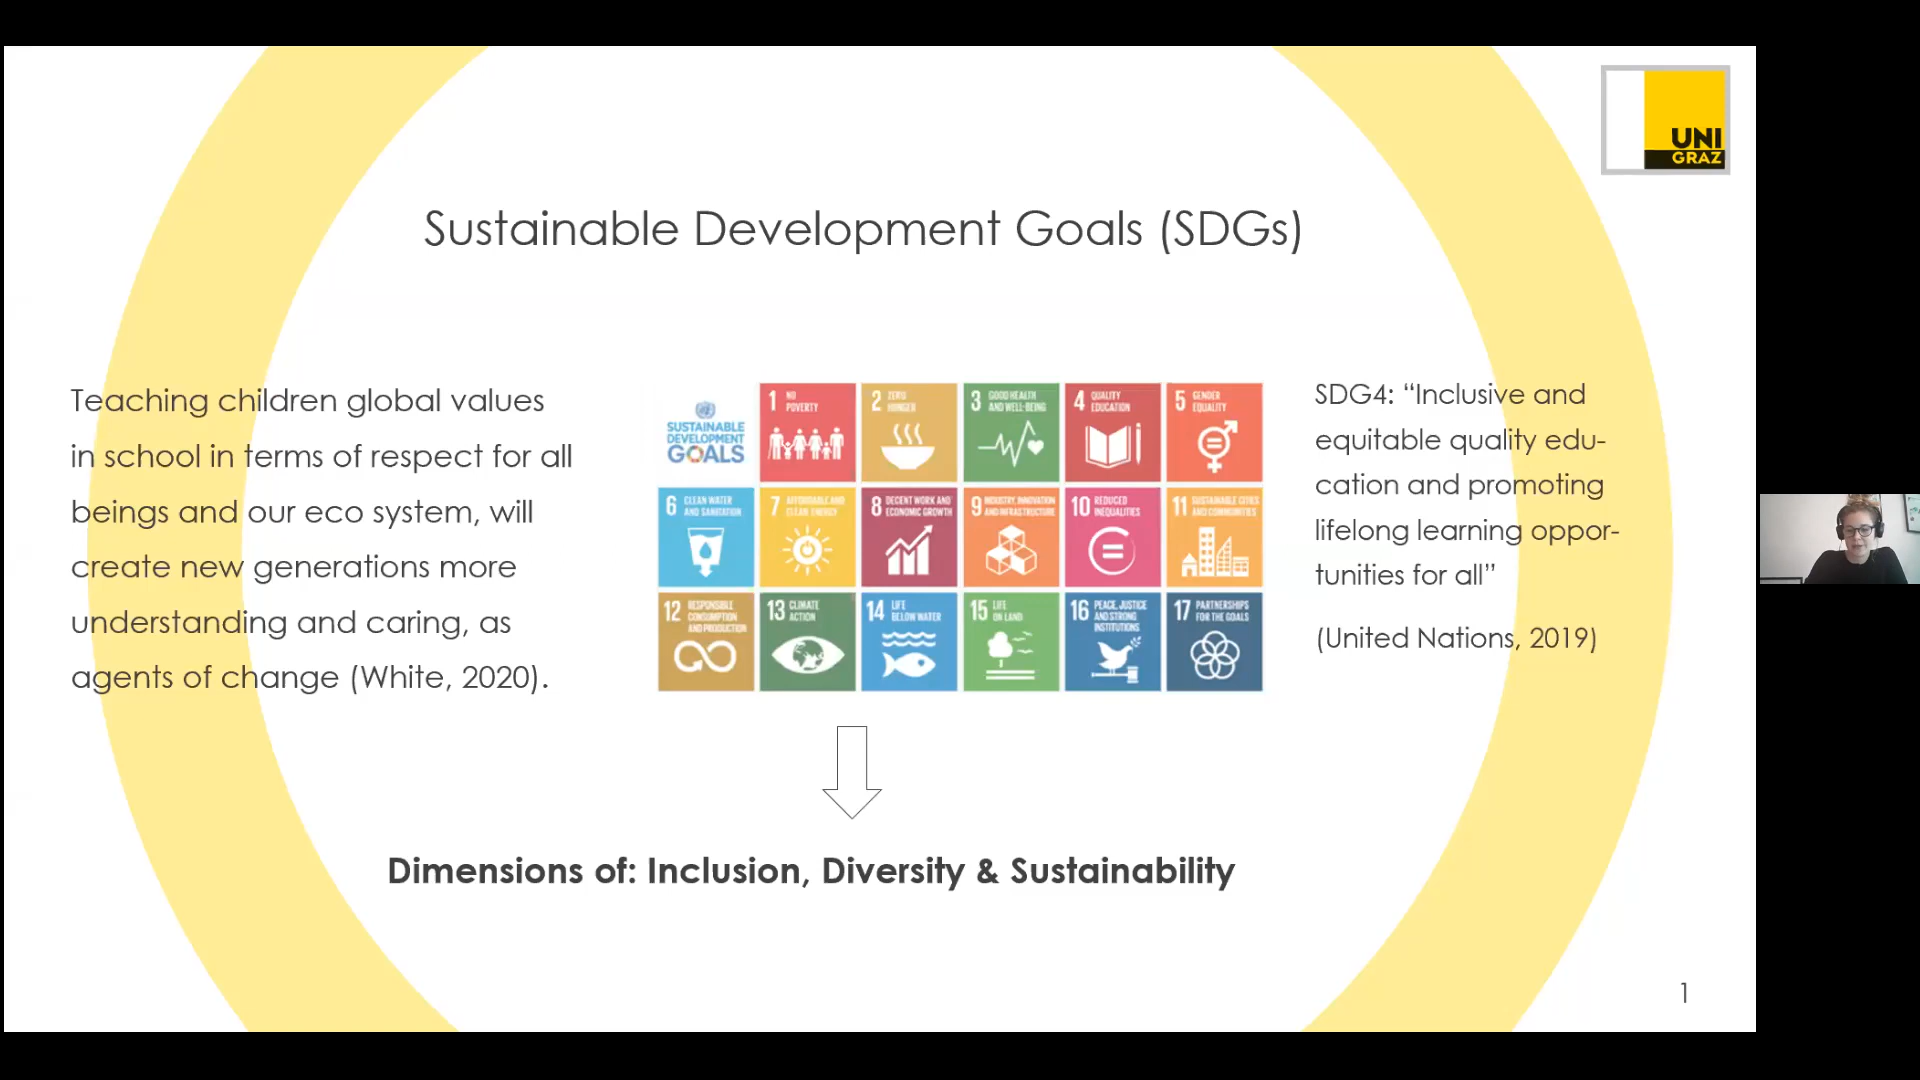 UNI
GRAZ
Sustainable Development Goals (SDGs)
Teaching children global values
in school in terms of respect for all
beings and our eco system, will
create new generations more
understanding and caring, as
agents of change (White, 2020).
SUSTAINABLE
DEVELOPMENT
GOALS
1 NO
POVERTY
2 ZERO
HUNGER
3 GOOD HEALTH
AND WELL-BEING
4 QUALITY
EDUCATION
5 GENDER
EQUALITY
6 CLEAN WATER
AND SANITATION
7 AFFORDABLE AND
CLEAN ENERGY
8 DECENT WORK AND
ECONOMIC GROWTH
9 INDUSTRY, INNOVATION
AND INFRASTRUCTURE
10 REDUCED
INEQUALITIES
11 SUSTAINABLE CITIES
AND COMMUNITIES
12 RESPONSIBLE
CONSUMPTION
AND PRODUCTION
13 CLIMATE
ACTION
14 LIFE
BELOW WATER
15 LIFE
ON LAND
16 PEACE, JUSTICE
AND STRONG
INSTITUTIONS
17 PARTNERSHIPS
FOR THE GOALS
SDG4: “Inclusive and
equitable quality edu-
cation and promoting
lifelong learning oppor-
tunities for all”
(United Nations, 2019)
Dimensions of: Inclusion, Diversity & Sustainability
1